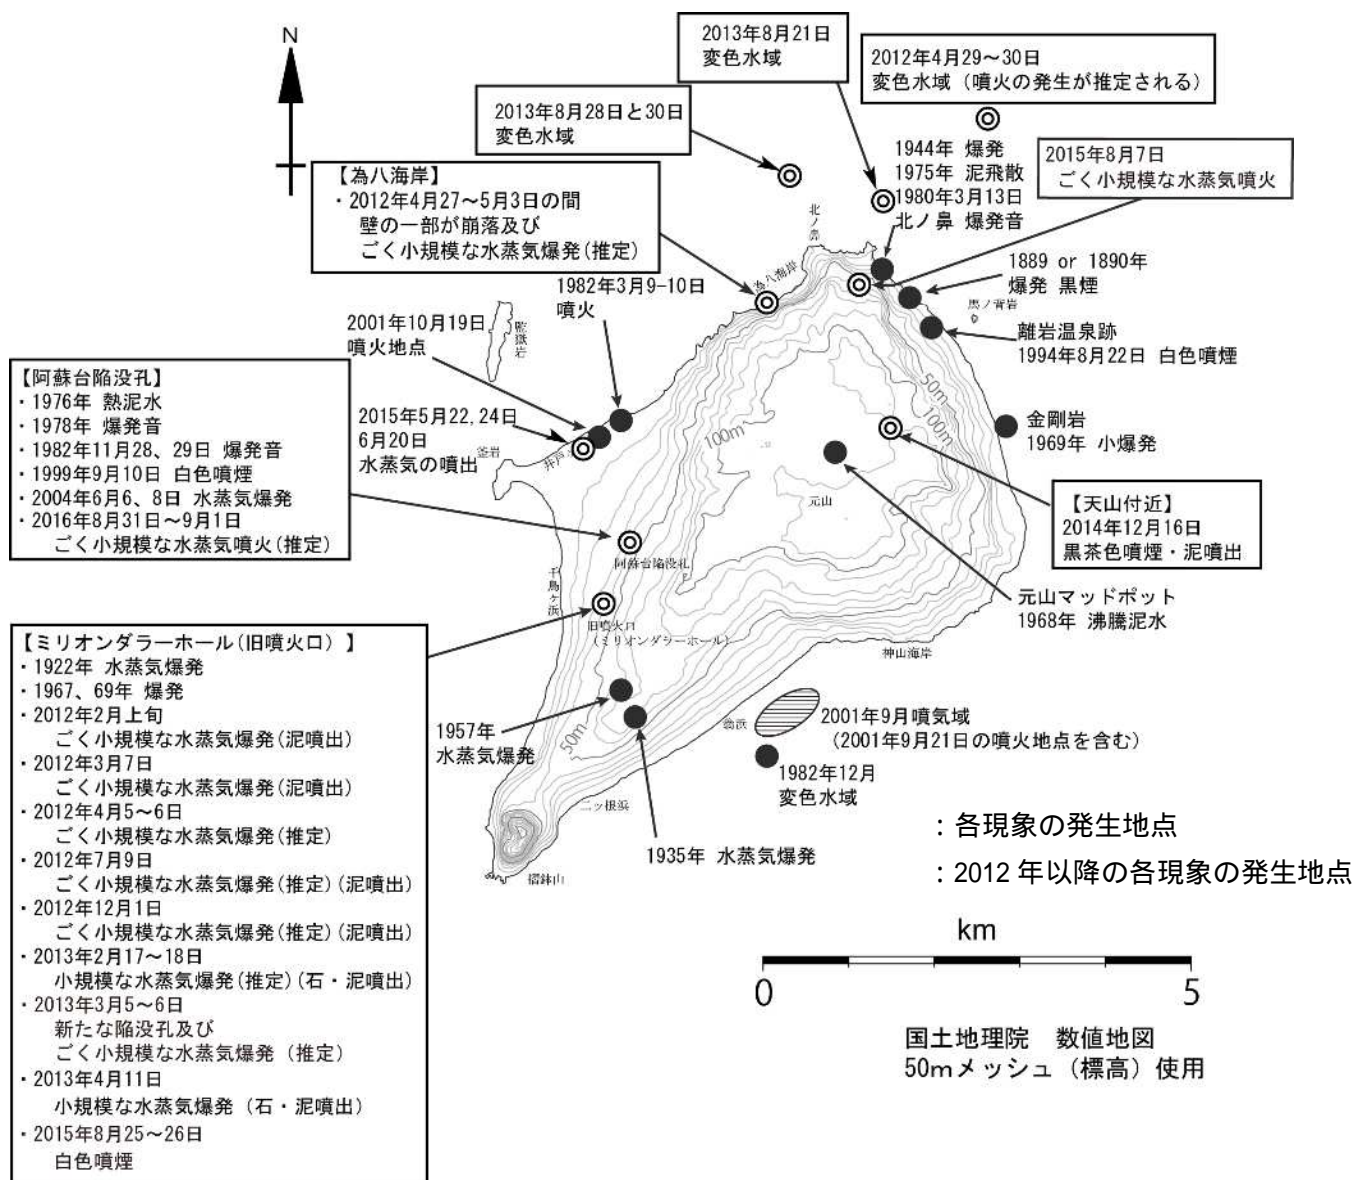 N
2013年8月21日
変色水域
2012年4月29～30日
変色水域（噴火の発生が推定される）
2013年8月28日と30日
変色水域
1944年 爆発
1975年 泥飛散
1980年3月13日
北ノ鼻 爆発音
2015年8月7日
ごく小規模な水蒸気噴火
【為八海岸】
・2012年4月27～5月3日の間
壁の一部が崩落及び
ごく小規模な水蒸気爆発(推定)
北ノ鼻
為八海岸
1889 or 1890年
爆発 黒煙
馬ノ背岩
離岩温泉跡
1994年8月22日 白色噴煙
1982年3月9-10日
噴火
2001年10月19日
噴火地点
監獄岩
2015年5月22,24日
6月20日
水蒸気の噴出
釜岩
井戸
【阿蘇台陥没孔】
・1976年 熱泥水
・1978年 爆発音
・1982年11月28、29日 爆発音
・1999年9月10日 白色噴煙
・2004年6月6、8日 水蒸気爆発
・2016年8月31日～9月1日
ごく小規模な水蒸気噴火(推定)
50m
100m
100m
金剛岩
1969年 小爆発
元山
【天山付近】
2014年12月16日
黒茶色噴煙・泥噴出
阿蘇台陥没孔
千鳥ヶ浜
元山マッドポット
1968年 沸騰泥水
旧噴火口
（ミリオンダラーホール）
神山海岸
【ミリオンダラーホール(旧噴火口) 】
・1922年 水蒸気爆発
・1967、69年 爆発
・2012年2月上旬
ごく小規模な水蒸気爆発(泥噴出)
・2012年3月7日
ごく小規模な水蒸気爆発(泥噴出)
・2012年4月5～6日
ごく小規模な水蒸気爆発(推定)
・2012年7月9日
ごく小規模な水蒸気爆発(推定)(泥噴出)
・2012年12月1日
ごく小規模な水蒸気爆発(推定)(泥噴出)
・2013年2月17～18日
小規模な水蒸気爆発(推定)(石・泥噴出)
・2013年3月5～6日
新たな陥没孔及び
ごく小規模な水蒸気爆発（推定）
・2013年4月11日
小規模な水蒸気爆発（石・泥噴出）
・2015年8月25～26日
白色噴煙
1957年
水蒸気爆発
50m
翁浜
2001年9月噴気域
（2001年9月21日の噴火地点を含む）
1982年12月
変色水域
二ッ根浜
1935年 水蒸気爆発
摺鉢山
：各現象の発生地点
：2012 年以降の各現象の発生地点
km
0
5
国土地理院 数値地図
50mメッシュ（標高）使用